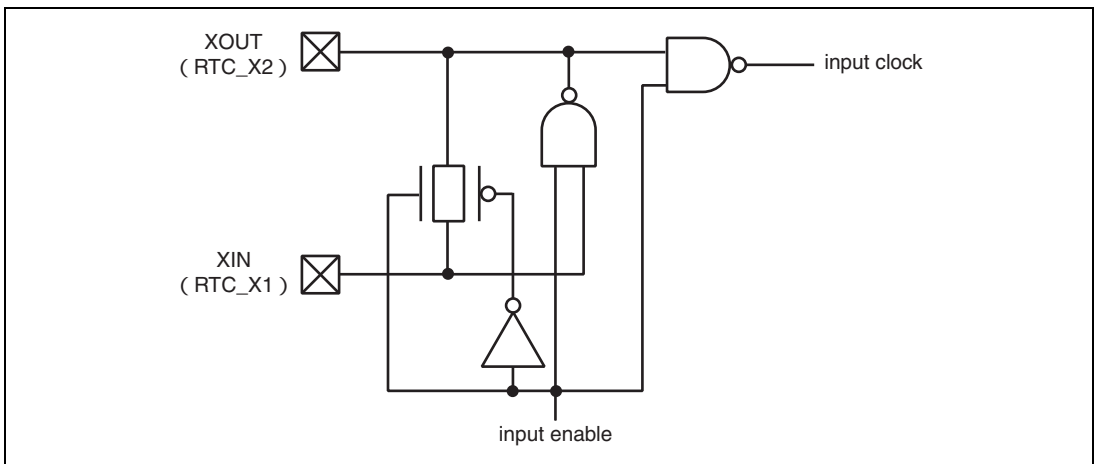 XOUT
( RTC_X2 )
input clock
XIN
( RTC_X1 )
input enable